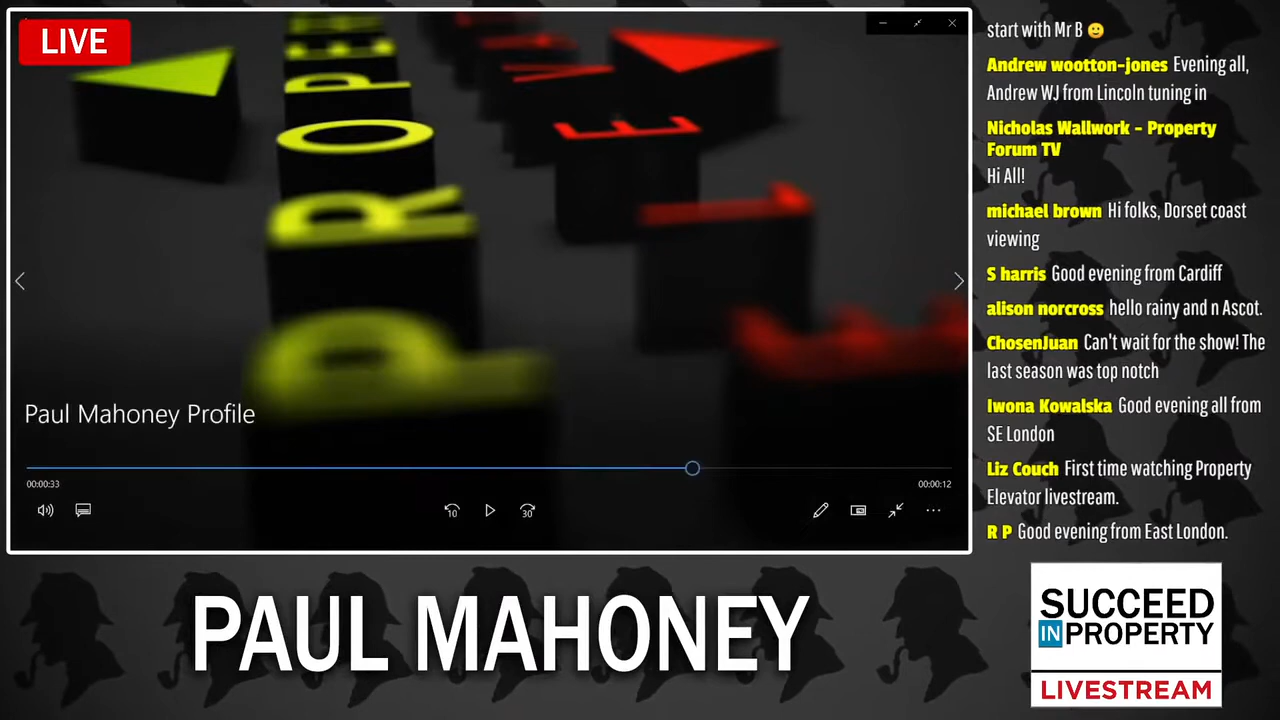 LIVE
PROP
E
Paul Mahoney Profile
00:00:33
00:00:12
10
30
start with Mr B 🙂
Andrew wootton-jones Evening all,
Andrew WJ from Lincoln tuning in
Nicholas Wallwork - Property
Forum TV
Hi All!
michael brown Hi folks, Dorset coast
viewing
S harris Good evening from Cardiff
alison norcross hello rainy and n Ascot.
ChosenJuan Can't wait for the show! The
last season was top notch
Iwona Kowalska Good evening all from
SE London
Liz Couch First time watching Property
Elevator livestream.
R P Good evening from East London.
PAUL MAHONEY
SUCCEED
IN PROPERTY
LIVESTREAM